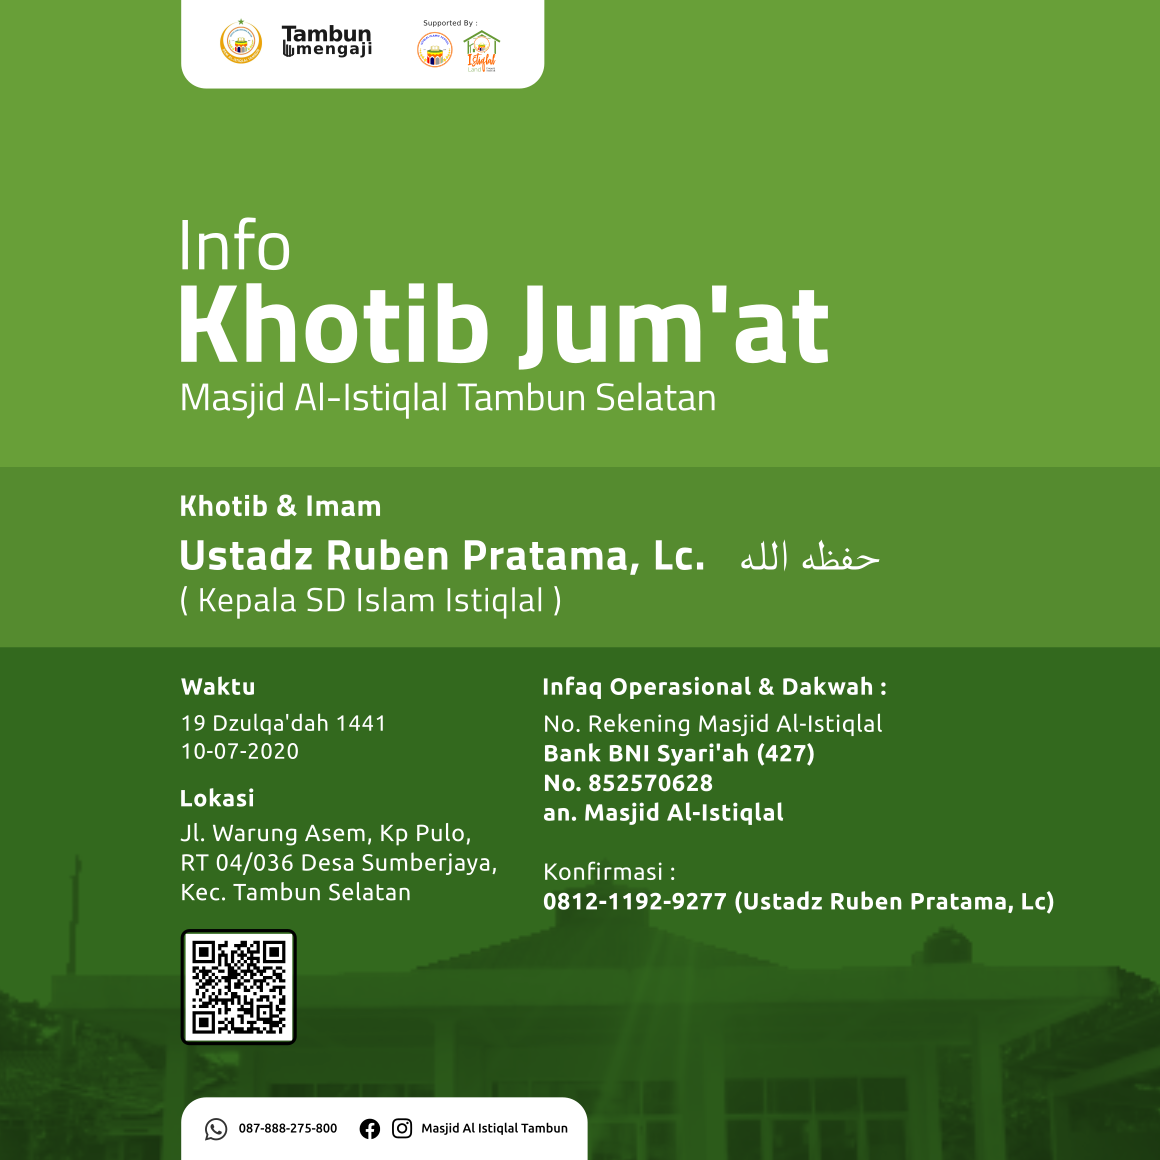 Tambun
mengaji
Supported By :
Istiqlal
Land
Info
Khotib Jum'at
Masjid Al-Istiqlal Tambun Selatan
Khotib & Imam
Ustadz Ruben Pratama, Lc. حفظه الله
( Kepala SD Islam Istiqlal )
Waktu
19 Dzulqa'dah 1441
10-07-2020
Lokasi
Jl. Warung Asem, Kp Pulo,
RT 04/036 Desa Sumberjaya,
Kec. Tambun Selatan
Infaq Operasional & Dakwah :
No. Rekening Masjid Al-Istiqlal
Bank BNI Syari'ah (427)
No. 852570628
an. Masjid Al-Istiqlal
Konfirmasi :
0812-1192-9277 (Ustadz Ruben Pratama, Lc)
087-888-275-800
Masjid Al Istiqlal Tambun